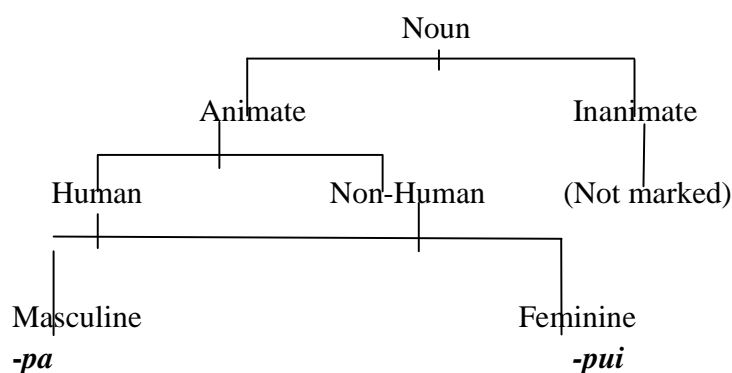 Noun
Animate Inanimate
Human Non-Human (Not marked)
Masculine Feminine
-pa -pui